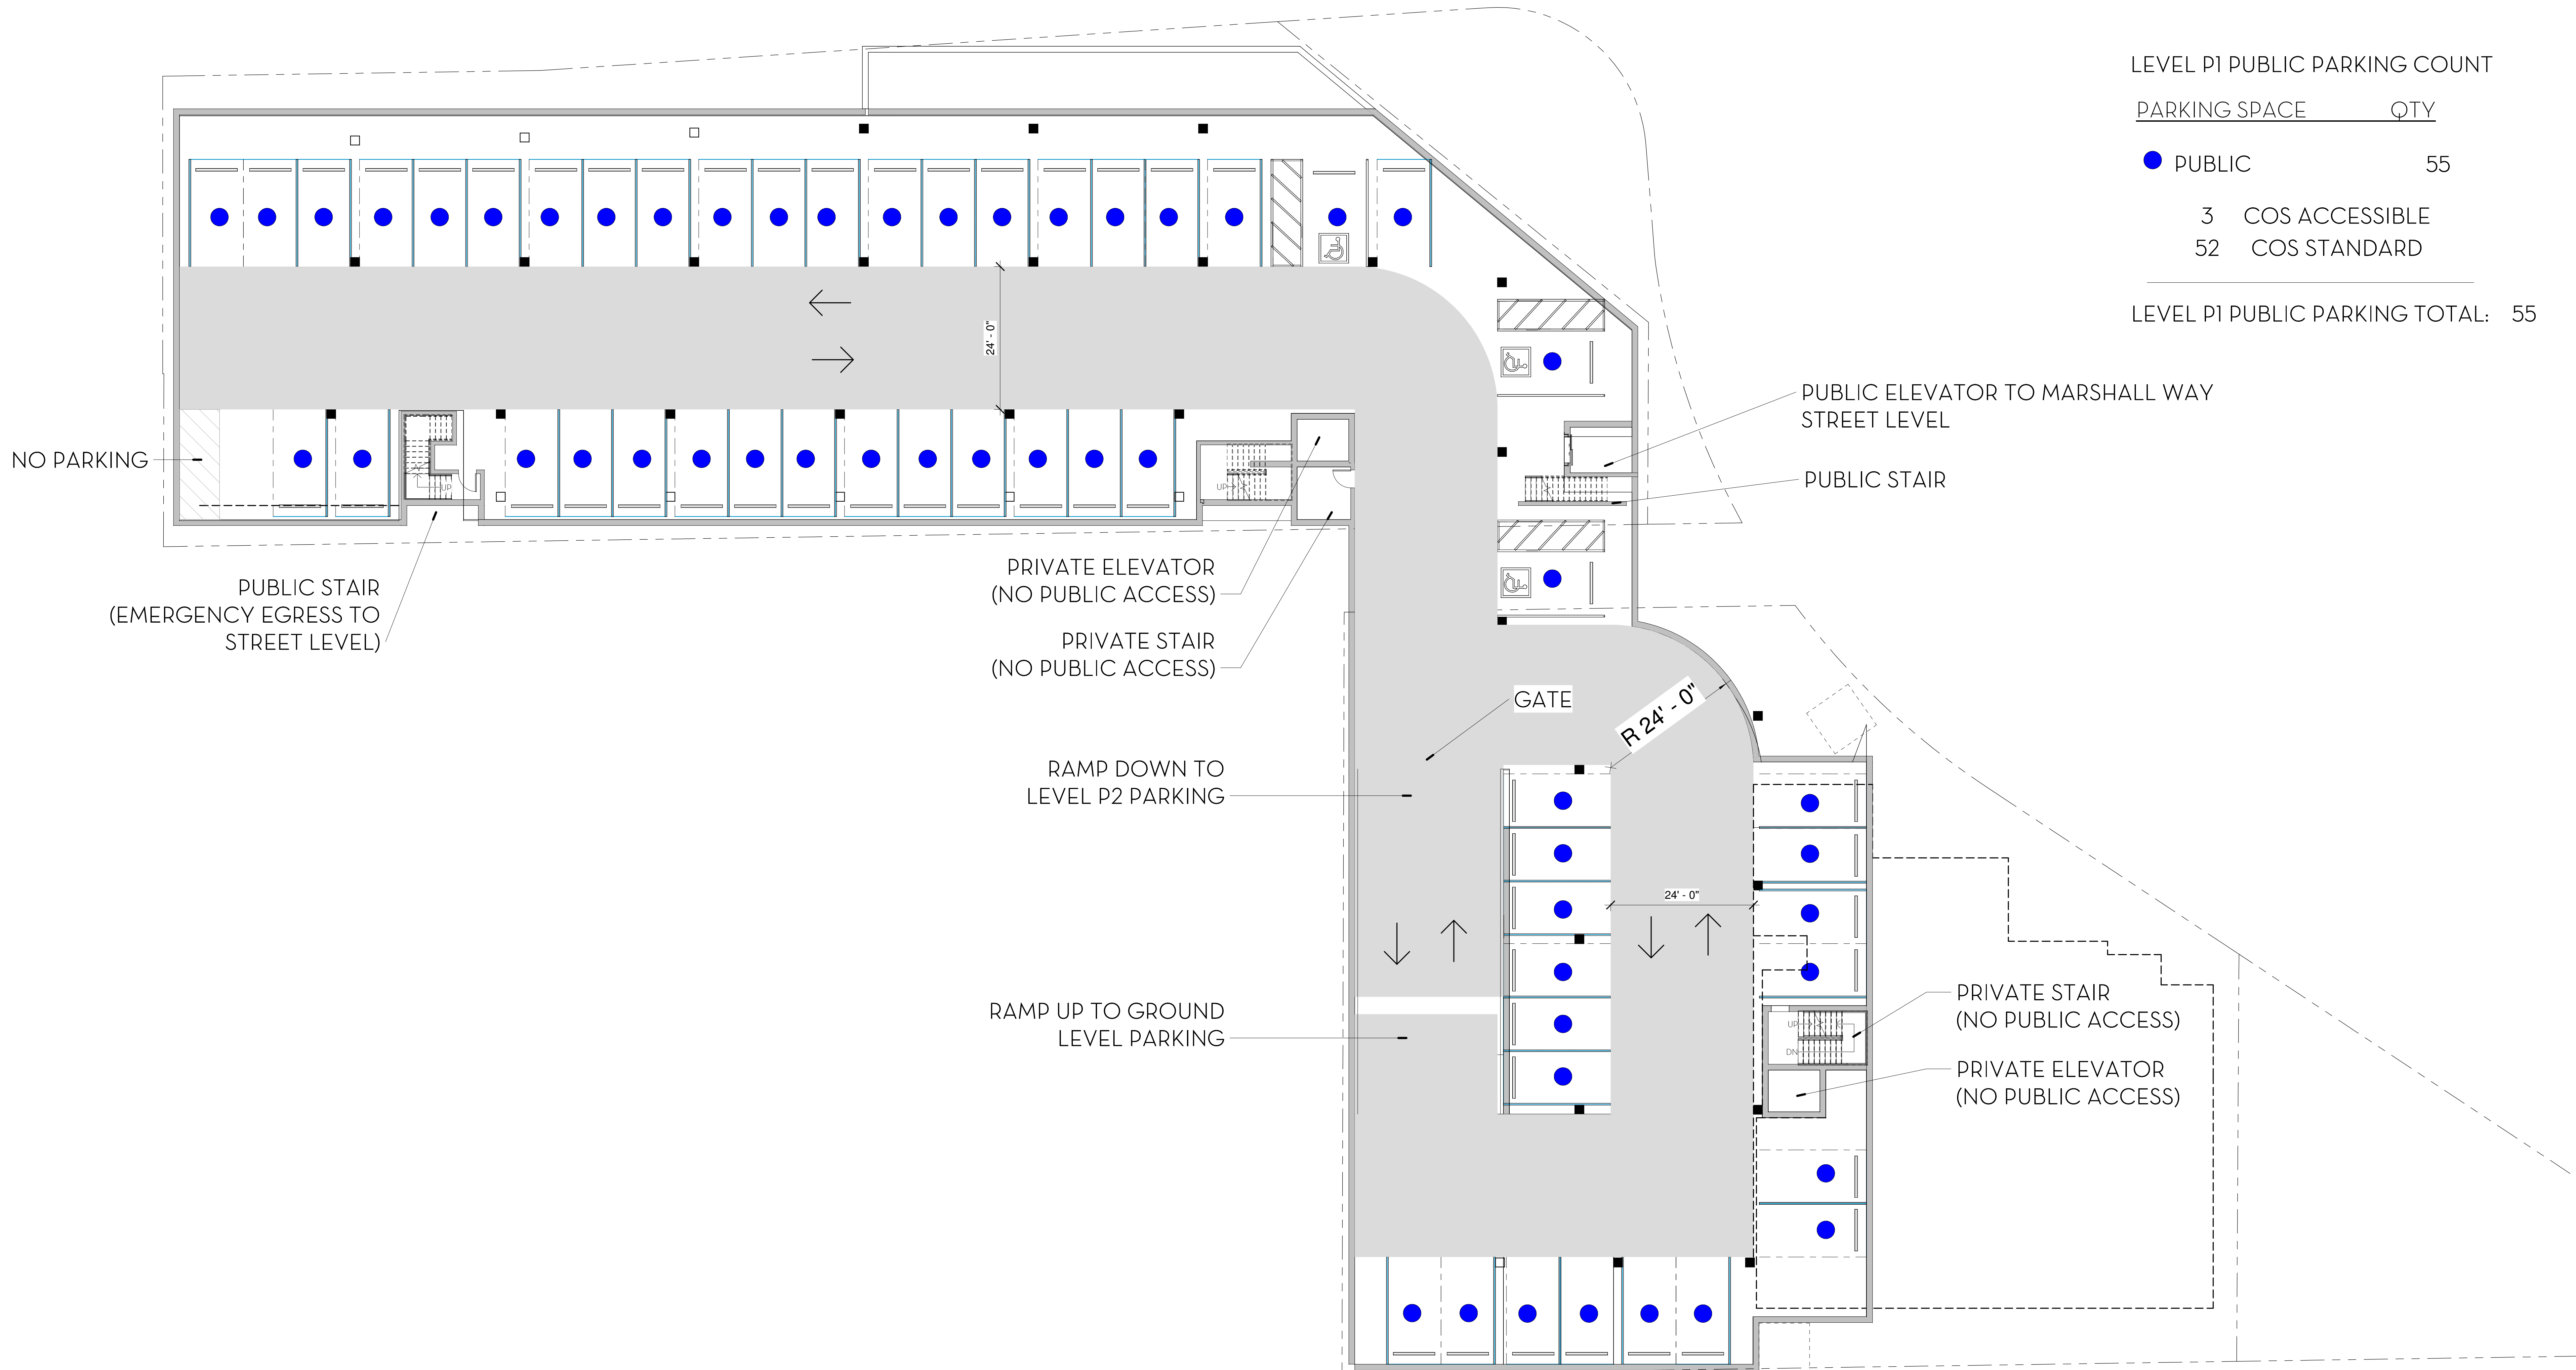 LEVEL P1 PUBLIC PARKING COUNT
PARKING SPACE QTY
PUBLIC 55
3 COS ACCESSIBLE
52 COS STANDARD
LEVEL P1 PUBLIC PARKING TOTAL: 55
24' - 0"
PUBLIC ELEVATOR TO MARSHALL WAY
STREET LEVEL
PUBLIC STAIR
NO PARKING
UP
UP
PUBLIC STAIR
(EMERGENCY EGRESS TO
STREET LEVEL)
PRIVATE ELEVATOR
(NO PUBLIC ACCESS)
PRIVATE STAIR
(NO PUBLIC ACCESS)
GATE
R 24' - 0"
RAMP DOWN TO
LEVEL P2 PARKING
24' - 0"
RAMP UP TO GROUND
LEVEL PARKING
UP
DN
PRIVATE STAIR
(NO PUBLIC ACCESS)
PRIVATE ELEVATOR
(NO PUBLIC ACCESS)